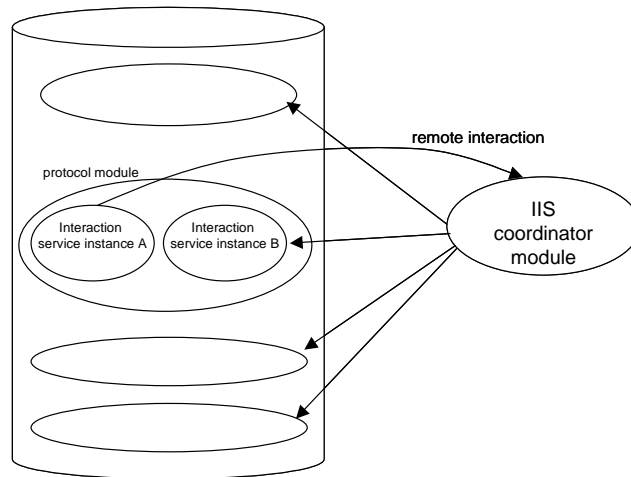 remote interaction
protocol module
Interaction
service instance A
Interaction
service instance B
IIS
coordinator
module